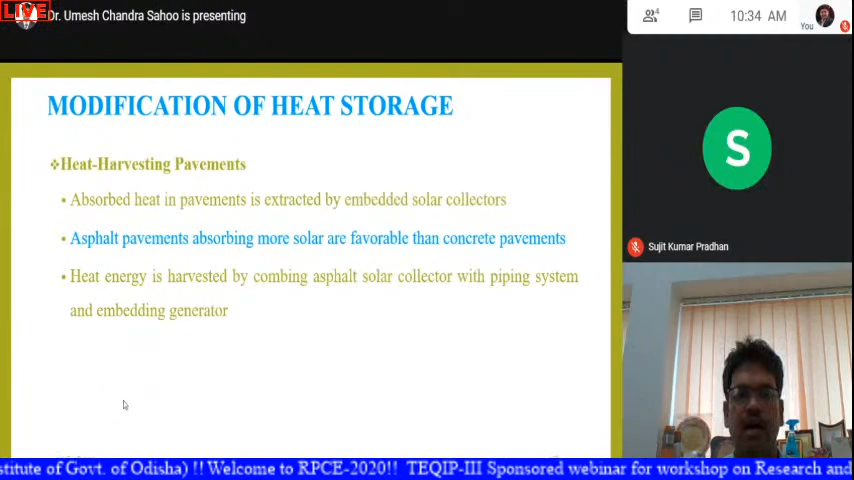 LIVE
Dr. Umesh Chandra Sahoo is presenting
4
10:34 AM
You
MODIFICATION OF HEAT STORAGE
❖Heat-Harvesting Pavements
▪ Absorbed heat in pavements is extracted by embedded solar collectors
▪ Asphalt pavements absorbing more solar are favorable than concrete pavements
▪ Heat energy is harvested by combing asphalt solar collector with piping system
and embedding generator
S
Sujit Kumar Pradhan
stitute of Govt. of Odisha) !! Welcome to RPCE-2020!! TEQIP-III Sponsored webinar for workshop on Research and